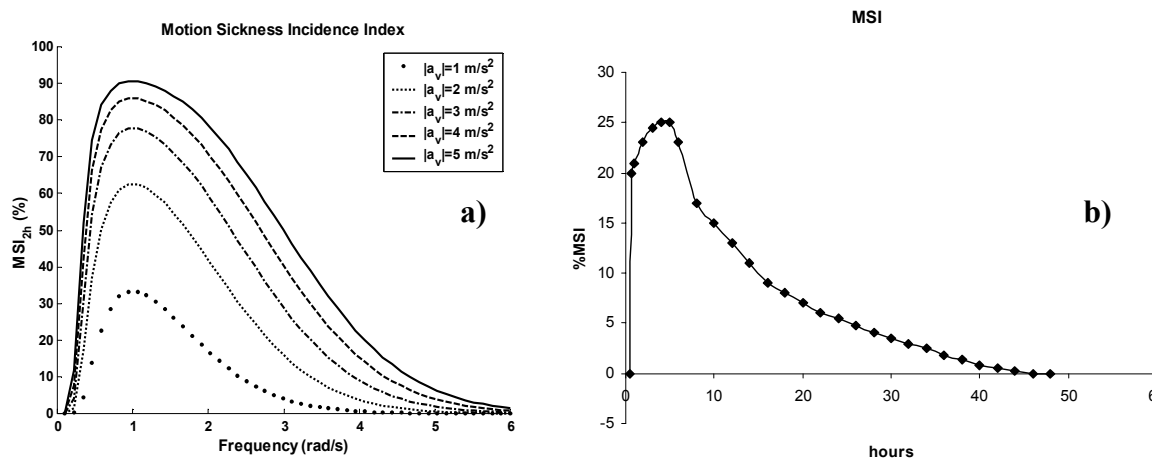 Motion Sickness Incidence Index
100
90
80
70
60
50
40
30
20
10
0
MSI2h (%)
0 1 2 3 4 5 6
Frequency (rad/s)
|av|=1 m/s²
|av|=2 m/s²
|av|=3 m/s²
|av|=4 m/s²
|av|=5 m/s²
a)
MSI
30
25
20
15
10
5
0
-5
%MSI
0 10 20 30 40 50 6
hours
b)